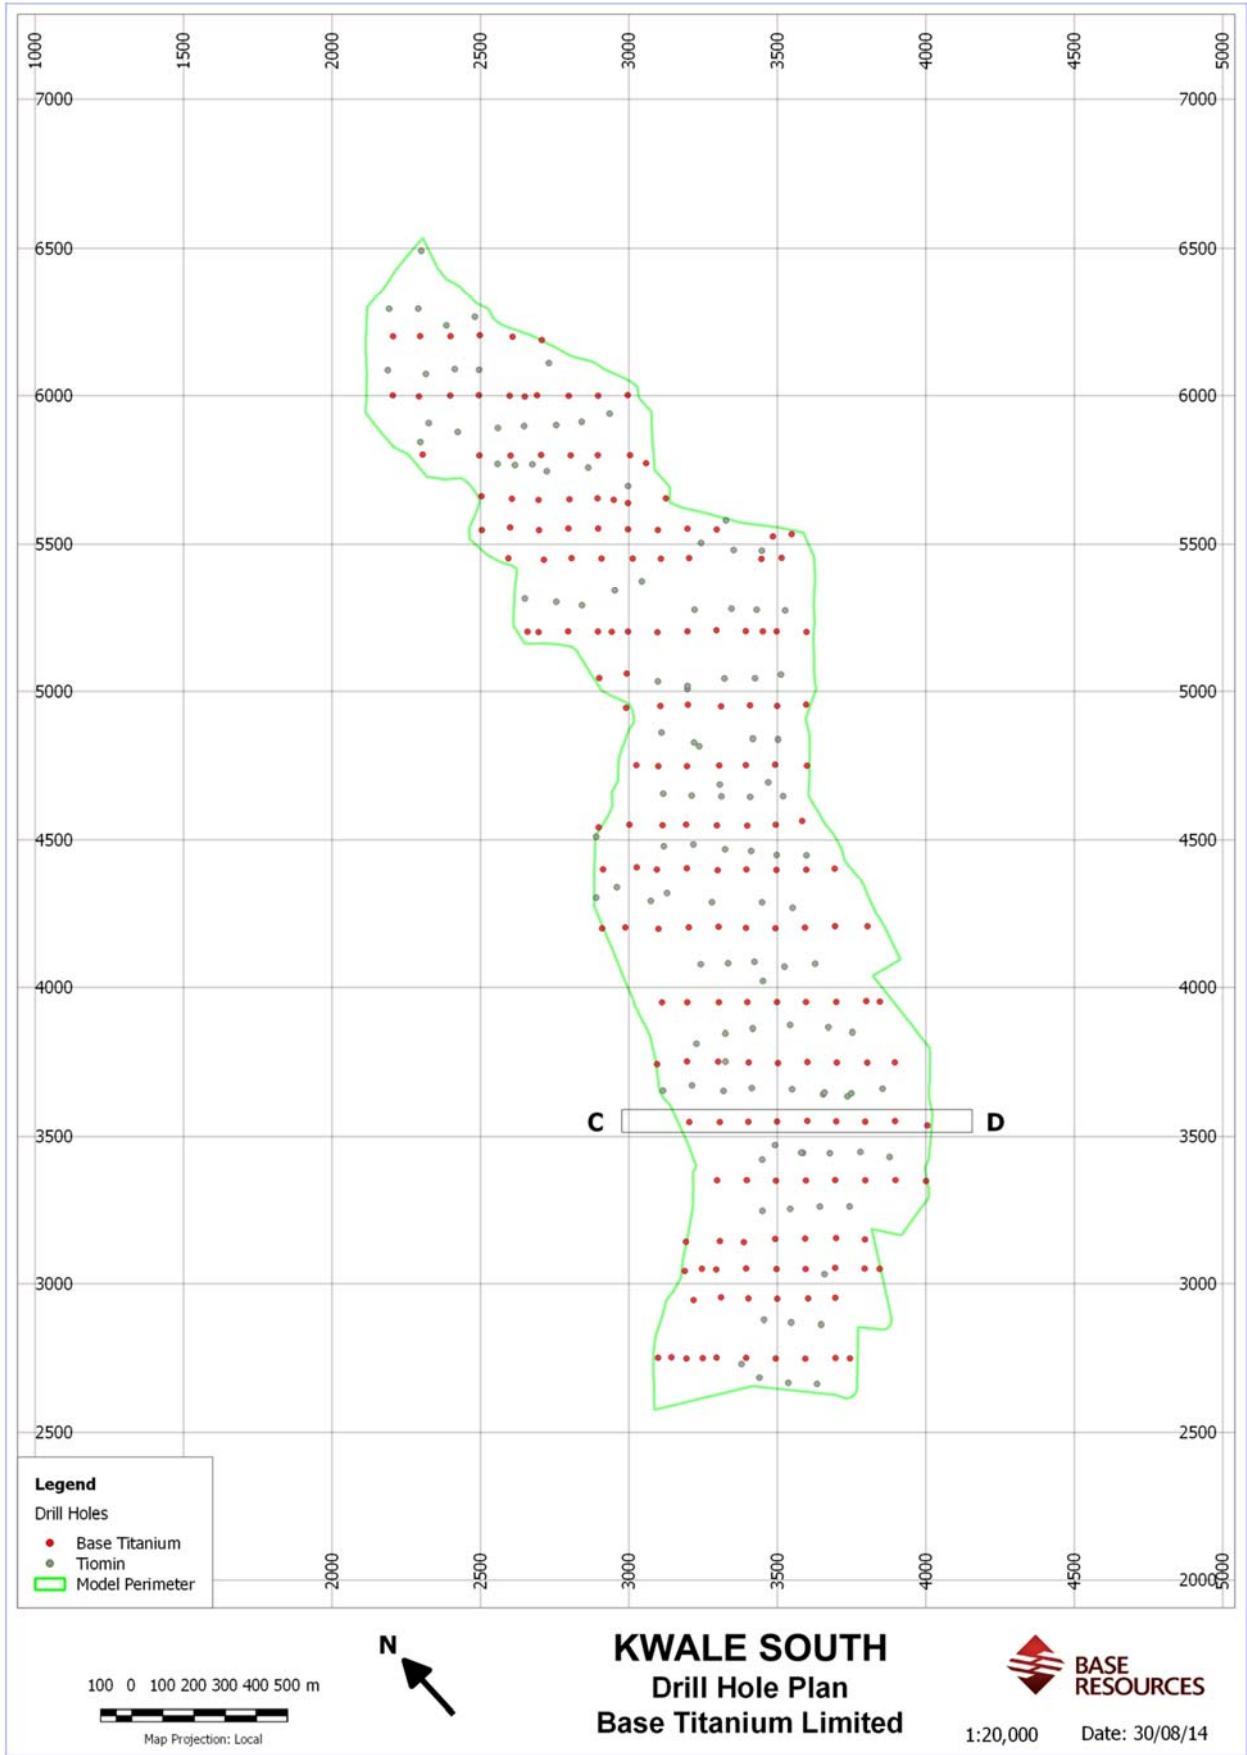 1000 1500 2000 2500 3000 3500 4000 4500 5000
7000 7000
6500 6500
6000 6000
5500 5500
5000 5000
4500 4500
4000 4000
C D
3500 3500
3000 3000
2500 2500
Legend
Drill Holes
Base Titanium
Tiomin
Model Perimeter
2000 2500 3000 3500 4000 4500 2000 5000
N
100 0 100 200 300 400 500 m
Map Projection: Local
KWALE SOUTH
Drill Hole Plan
Base Titanium Limited
BASE
RESOURCES
1:20,000 Date: 30/08/14